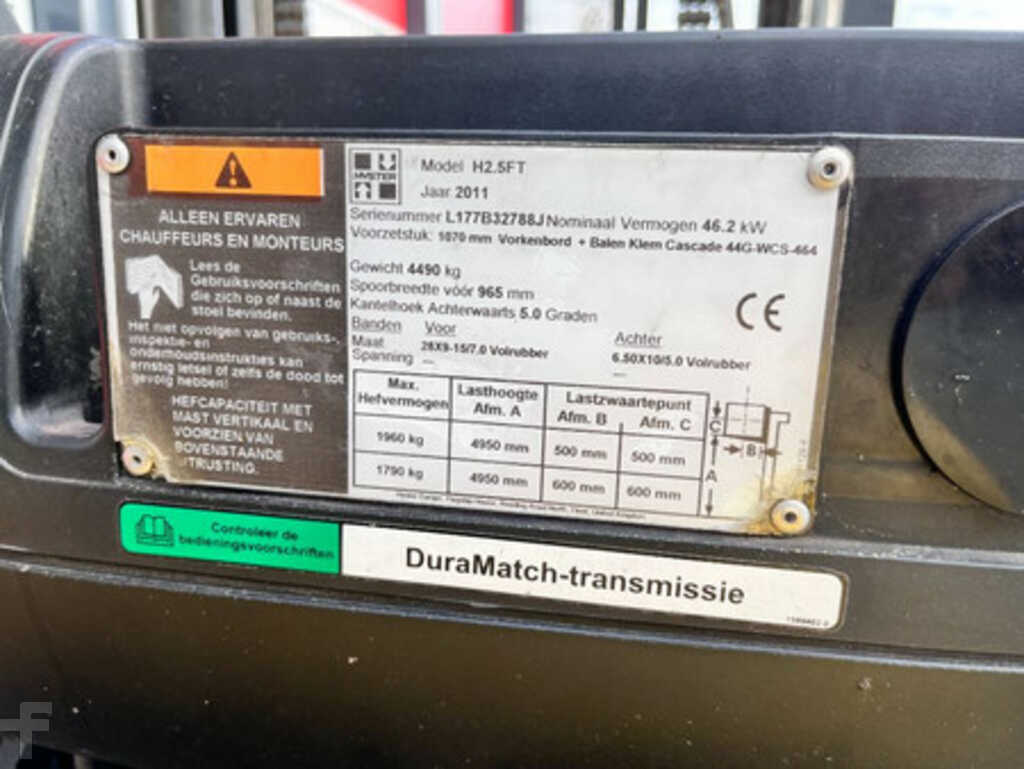 ALLEEN ERVAREN
CHAUFFEURS EN MONTEURS
Lees de
Gebruiksvoorschriften
die zich op of naast de
stoel bevinden.
Het niet opvolgen van gebruiks-,
inspektie- en
onderhoudsinstrukties kan
ernstig letsel of zelfs de dood tot
gevolg hebben!
HEFCAPACITEIT MET
MAST VERTIKAAL EN
VOORZIEN VAN
BOVENSTAANDE
UITRUSTING.
HYSTER
Model H2.5FT
Jaar 2011
Serienummer L177B32788J Nominaal Vermogen 46.2 kW
Voorzetstuk: 1070 mm Vorkenbord + Balen Klem Cascade 44G-WCS-464
Gewicht 4490 kg
Spoorbreedte vóór 965 mm
Kantelhoek Achterwaarts 5.0 Graden
CE
Banden Voor Achter
Maat 28X9-15/7.0 Volrubber 6.50X10/5.0 Volrubber
Spanning — —
Max. Hefvermogen Lasthoogte Afm. A Lastzwaartepunt Afm. B Afm. C
1960 kg 4950 mm 500 mm 500 mm
1790 kg 4950 mm 600 mm 600 mm
C
B
A
Controleer de
bedieningsvoorschriften
DuraMatch-transmissie